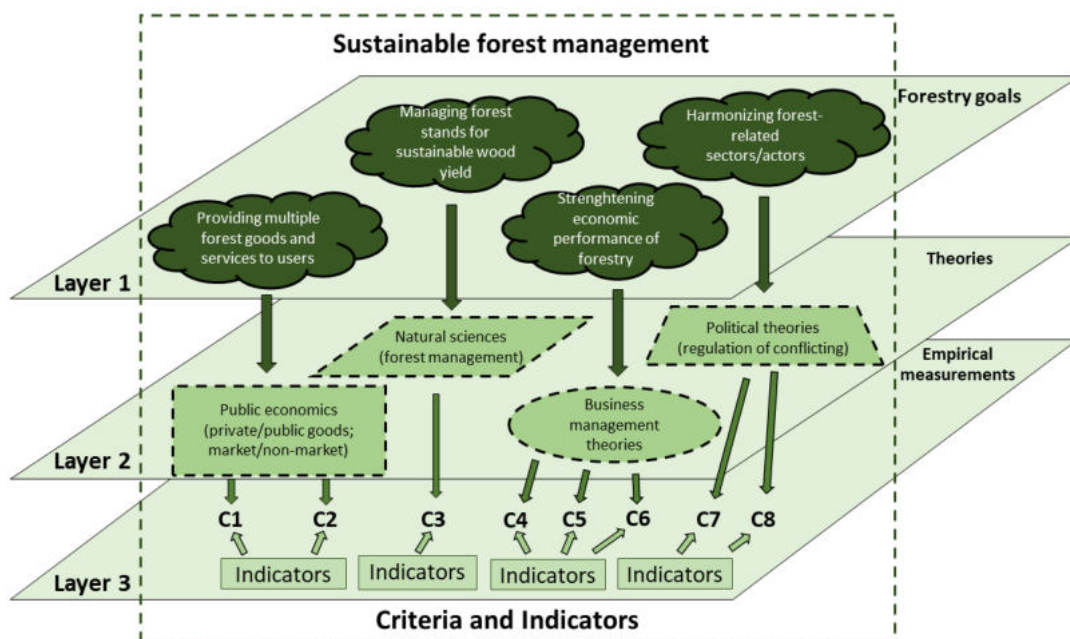 Sustainable forest management
Forestry goals
Managing forest
stands for
sustainable wood
yield
Harmonizing forest-
related
sectors/actors
Providing multiple
forest goods and
services to users
Strenghtening
economic
performance of
forestry
Layer 1
Theories
Natural sciences
(forest management)
Political theories
(regulation of conflicting)
Empirical
measurements
Public economics
(private/public goods;
market/non-market)
Business
management
theories
Layer 2
C1 C2 C3 C4 C5 C6 C7 C8
Indicators Indicators Indicators Indicators
Layer 3
Criteria and Indicators